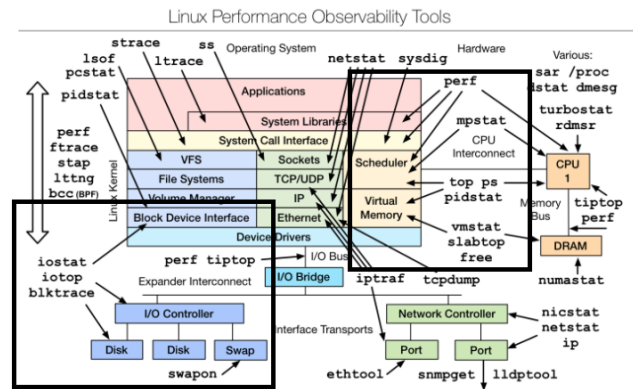 Linux Performance Observability Tools
strace
ss
Operating System
Hardware
Various:
lsof
pcstat
ltrace
netstat
sysdig
sar /proc
dstat dmesg
pidstat
Applications
perf
turbostat
rdmsr
System Libraries
mpstat
System Call Interface
CPU
Interconnect
perf
ftrace
stap
lttng
bcc (BPF)
Linux Kernel
VFS
Sockets
Scheduler
CPU
1
File Systems
TCP/UDP
top ps
pidstat
Volume Manager
IP
Virtual
Memory
Memory
Bus
tiptop
perf
Block Device Interface
Ethernet
vmstat
slabtop
free
DRAM
Device Drivers
iostat
iotop
blktrace
perf tiptop
I/O Bus
iptraf
tcpdump
numastat
Expander Interconnect
I/O Bridge
I/O Controller
Network Controller
nicstat
netstat
ip
Interface Transports
Disk
Disk
Swap
Port
Port
swapon
ethtool
snmpget
lldptool